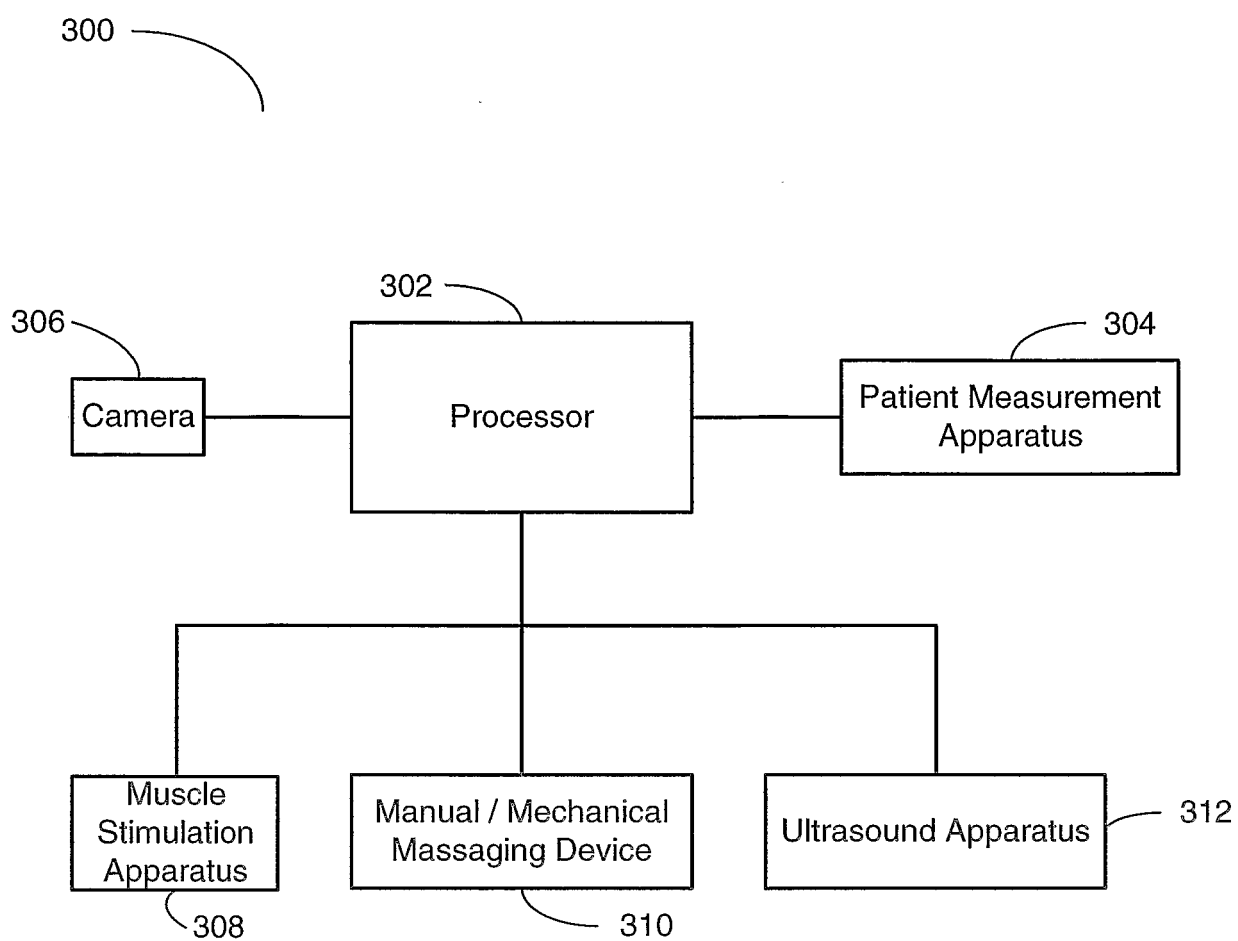 300
302
306
304
Camera
Processor
Patient Measurement
Apparatus
Muscle
Stimulation
Apparatus
Manual / Mechanical
Massaging Device
Ultrasound Apparatus
312
308
310